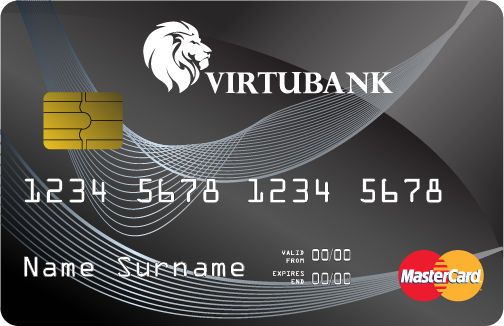 VIRTUBANK
1234 5678 1234 5678
VALID FROM 00/00
Name Surname
EXPIRES END 00/00
MasterCard